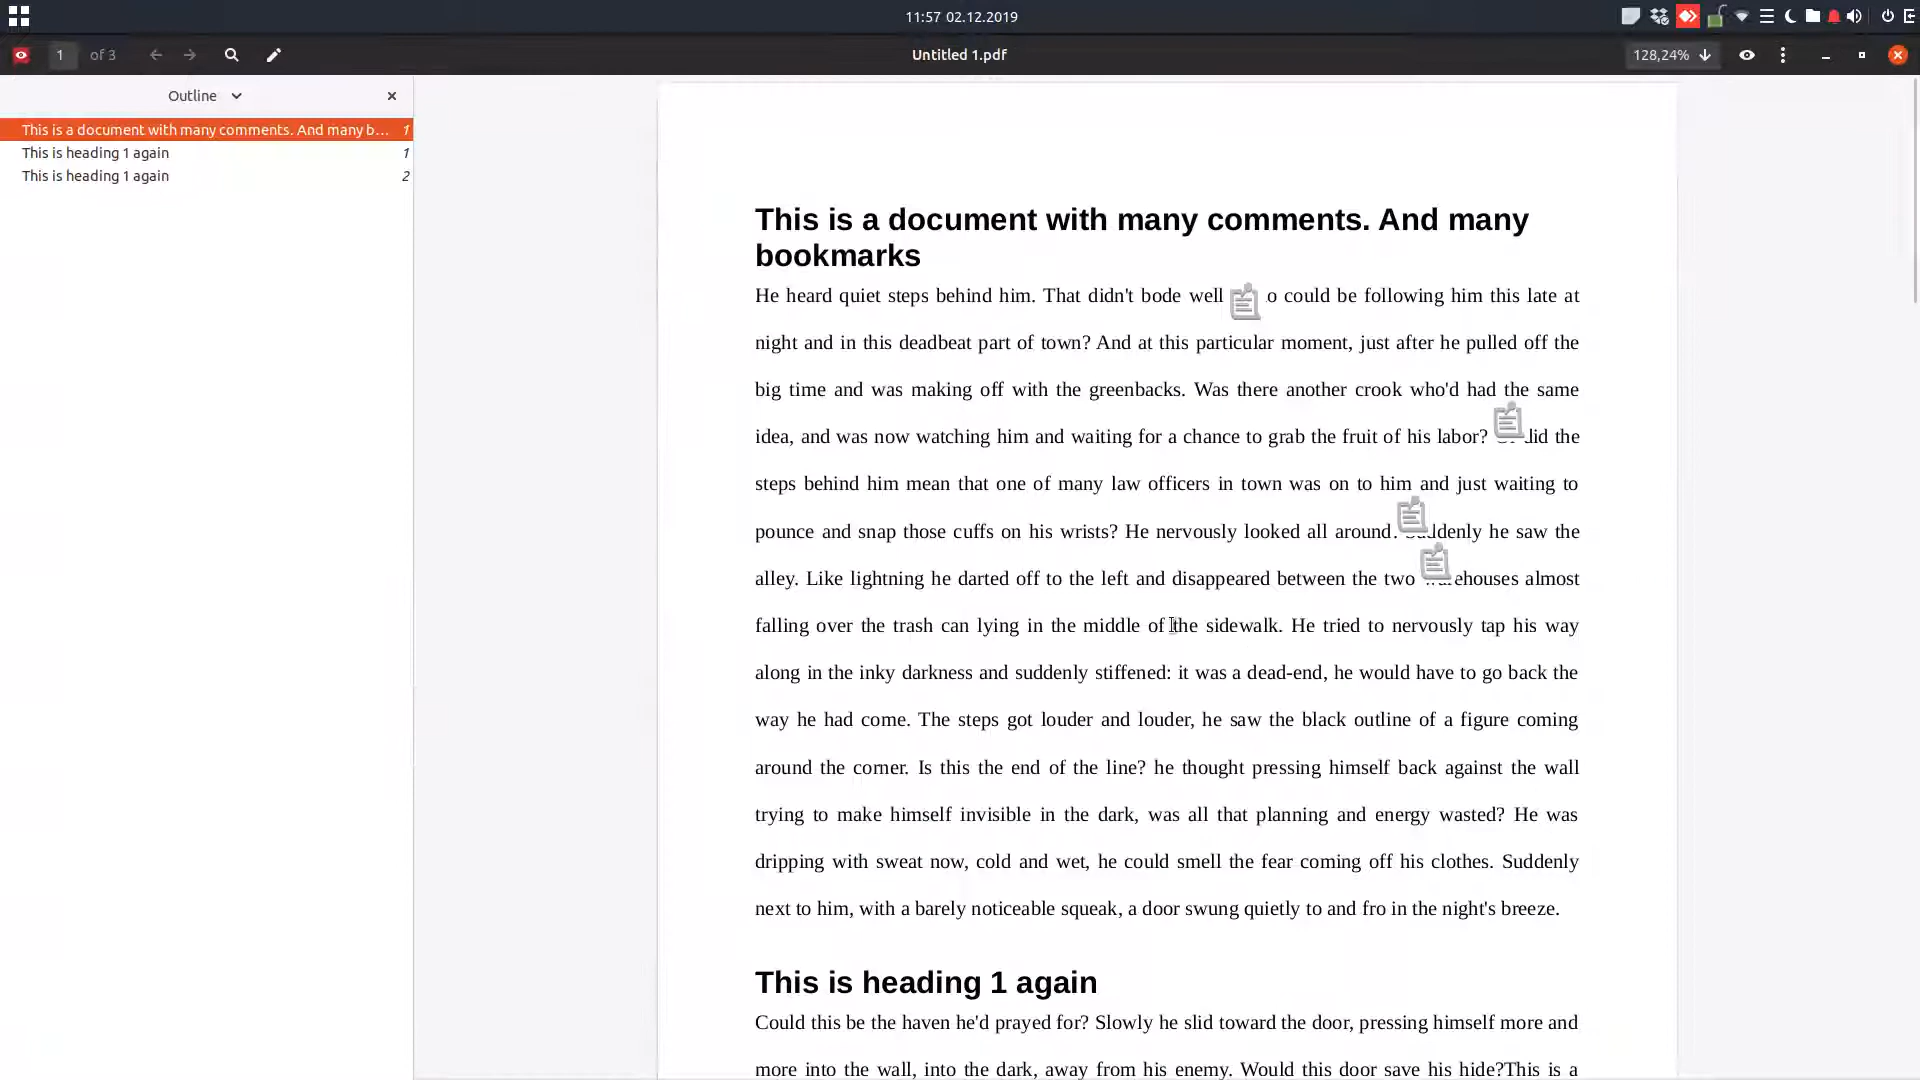 11:57 02.12.2019
1 of 3
Untitled 1.pdf
128,24%
Outline
This is a document with many comments. And many b... 1
This is heading 1 again 1
This is heading 1 again 2
This is a document with many comments. And many
bookmarks
He heard quiet steps behind him. That didn't bode well o could be following him this late at
night and in this deadbeat part of town? And at this particular moment, just after he pulled off the
big time and was making off with the greenbacks. Was there another crook who'd had the same
idea, and was now watching him and waiting for a chance to grab the fruit of his labor? did the
steps behind him mean that one of many law officers in town was on to him and just waiting to
pounce and snap those cuffs on his wrists? He nervously looked all around. Suddenly he saw the
alley. Like lightning he darted off to the left and disappeared between the two warehouses almost
falling over the trash can lying in the middle of the sidewalk. He tried to nervously tap his way
along in the inky darkness and suddenly stiffened: it was a dead-end, he would have to go back the
way he had come. The steps got louder and louder, he saw the black outline of a figure coming
around the corner. Is this the end of the line? he thought pressing himself back against the wall
trying to make himself invisible in the dark, was all that planning and energy wasted? He was
dripping with sweat now, cold and wet, he could smell the fear coming off his clothes. Suddenly
next to him, with a barely noticeable squeak, a door swung quietly to and fro in the night's breeze.
This is heading 1 again
Could this be the haven he'd prayed for? Slowly he slid toward the door, pressing himself more and
more into the wall, into the dark, away from his enemy. Would this door save his hide?This is a